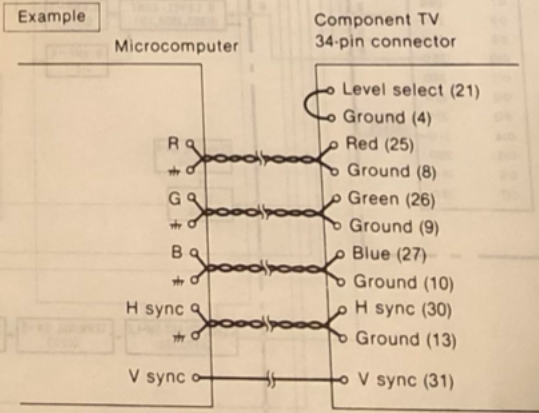 Example
Microcomputer
Component TV
34-pin connector
Level select (21)
Ground (4)
R
Red (25)
Ground (8)
G
Green (26)
Ground (9)
B
Blue (27)
Ground (10)
H sync
H sync (30)
Ground (13)
V sync
V sync (31)